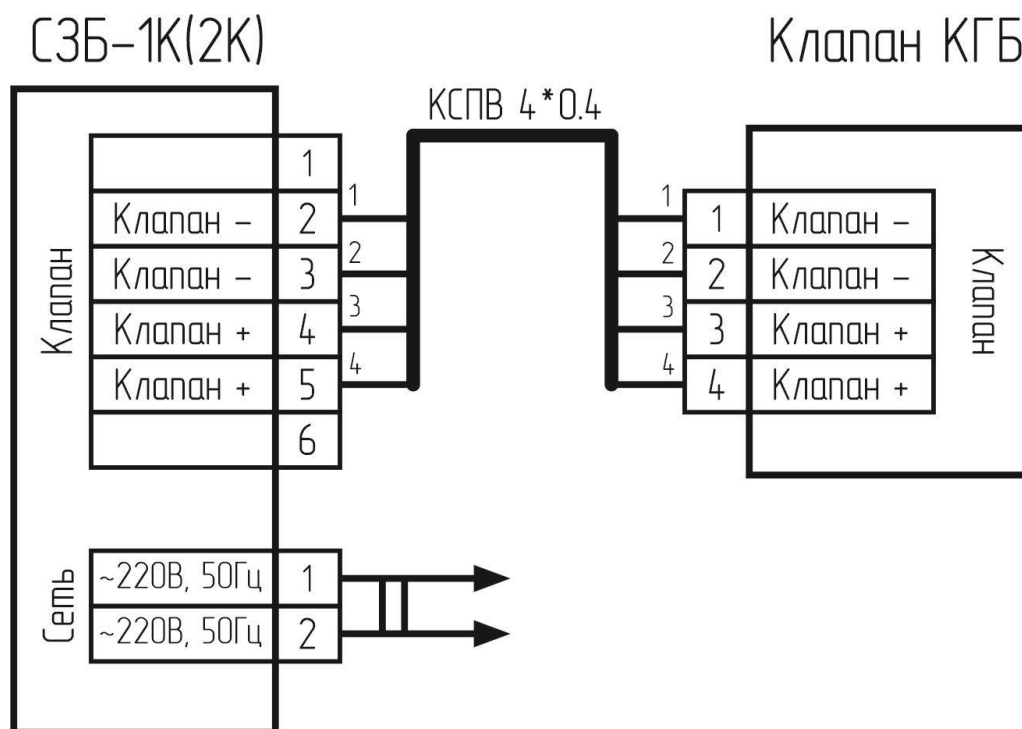 СЗБ-1К(2К)
Клапан КГБ
КСПВ 4*0.4
Клапан
1
Клапан - 2
Клапан - 3
Клапан + 4
Клапан + 5
6
1
2
3
4
1
2
3
4
1 Клапан -
2 Клапан -
3 Клапан +
4 Клапан +
Клапан
Сеть
~220В, 50Гц 1
~220В, 50Гц 2